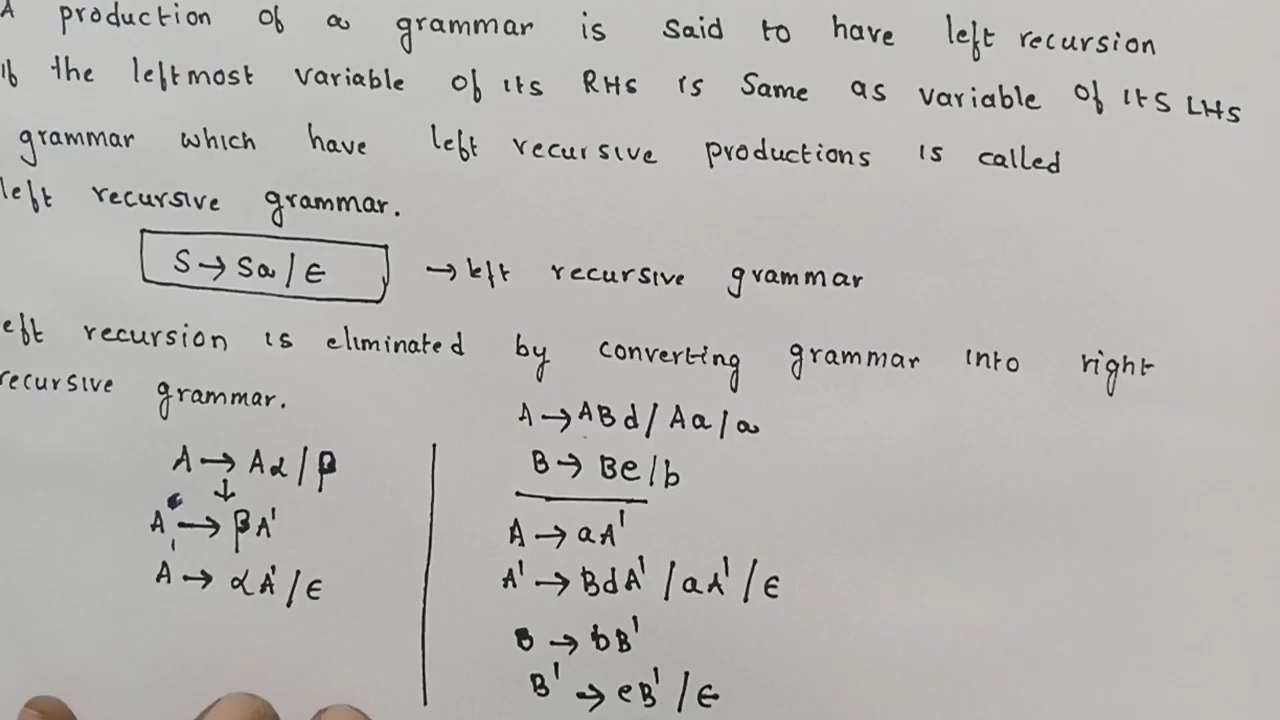 A production of a grammar is said to have left recursion
If the leftmost variable of its RHS is same as variable of its LHS
grammar which have left recursive productions is called
left recursive grammar.
S → Sa / ϵ → left recursive grammar
eft recursion is eliminated by converting grammar into right
recursive grammar.
A → Aα / β
↓
A → βA'
A' → αA' / ϵ
A → ABd / Aa / a
B → Be / b
A → aA'
A' → BdA' / aA' / ϵ
B → bB'
B' → eB' / ϵ